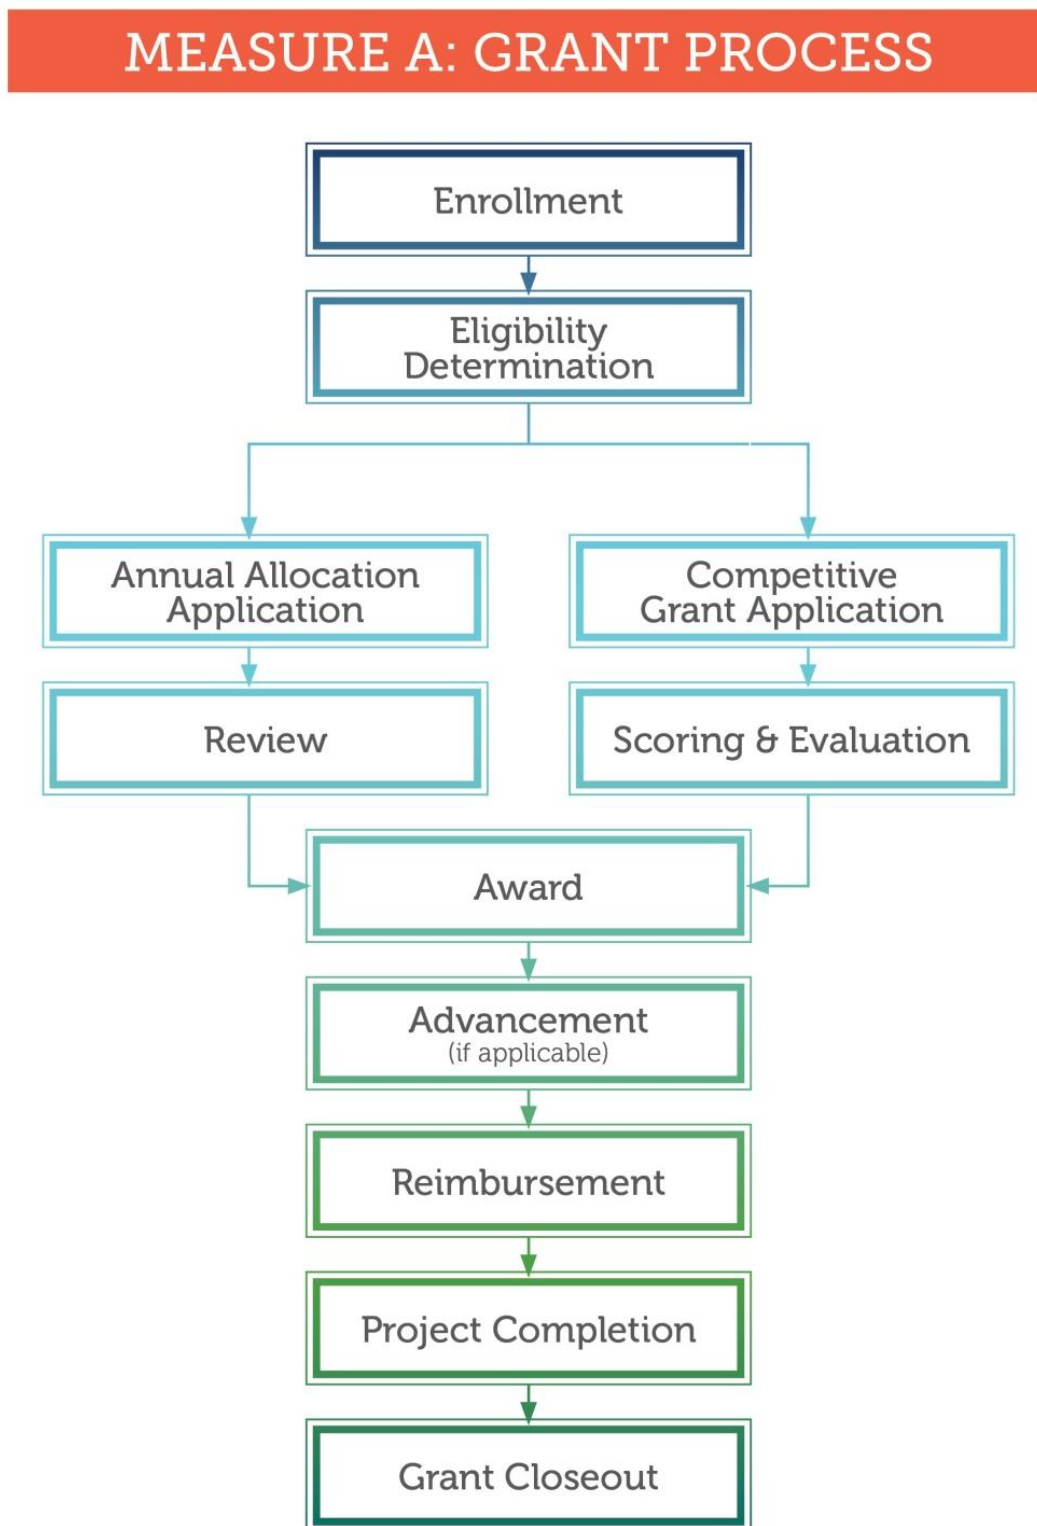 MEASURE A: GRANT PROCESS
Enrollment
Eligibility
Determination
Annual Allocation
Application
Competitive
Grant Application
Review
Scoring & Evaluation
Award
Advancement
(if applicable)
Reimbursement
Project Completion
Grant Closeout